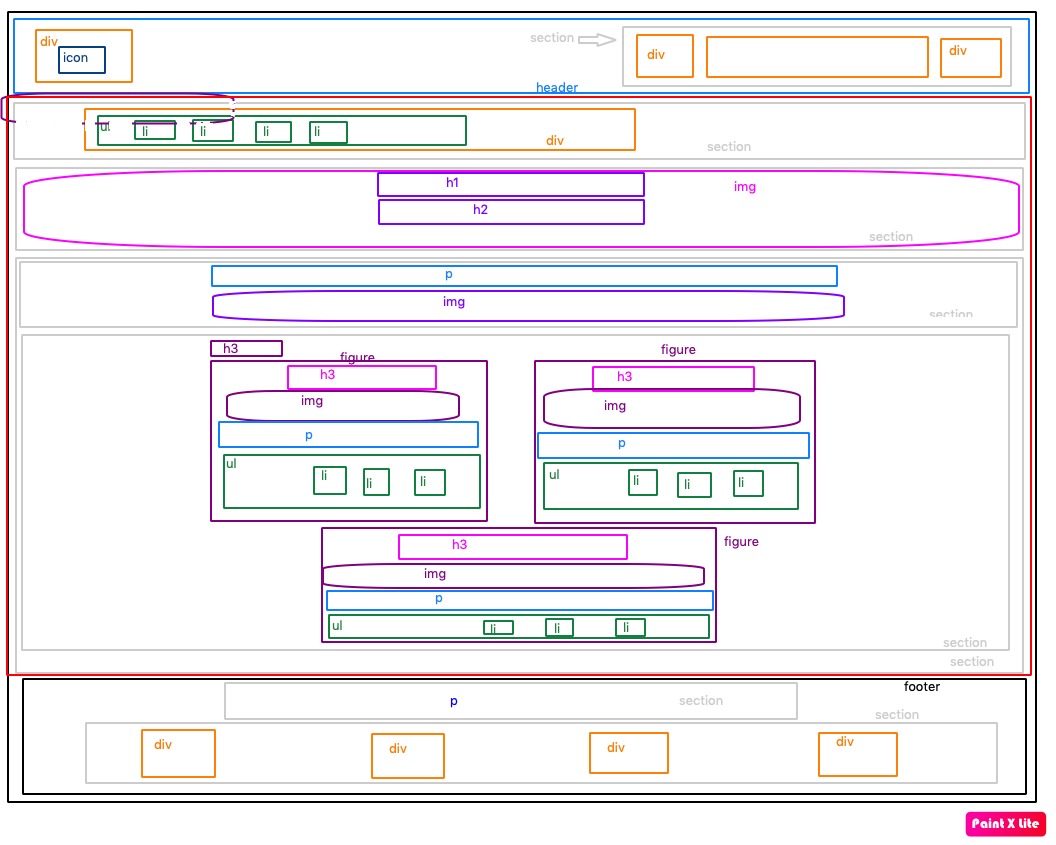 div
icon
section
div
div
header
ul
li
li
li
li
div
section
h1
img
h2
section
p
img
section
h3
figure
figure
h3
h3
img
img
p
p
ul
li
li
li
ul
li
li
li
h3
figure
img
p
ul
li
li
li
section
section
footer
p
section
section
div
div
div
div
Paint X Lite